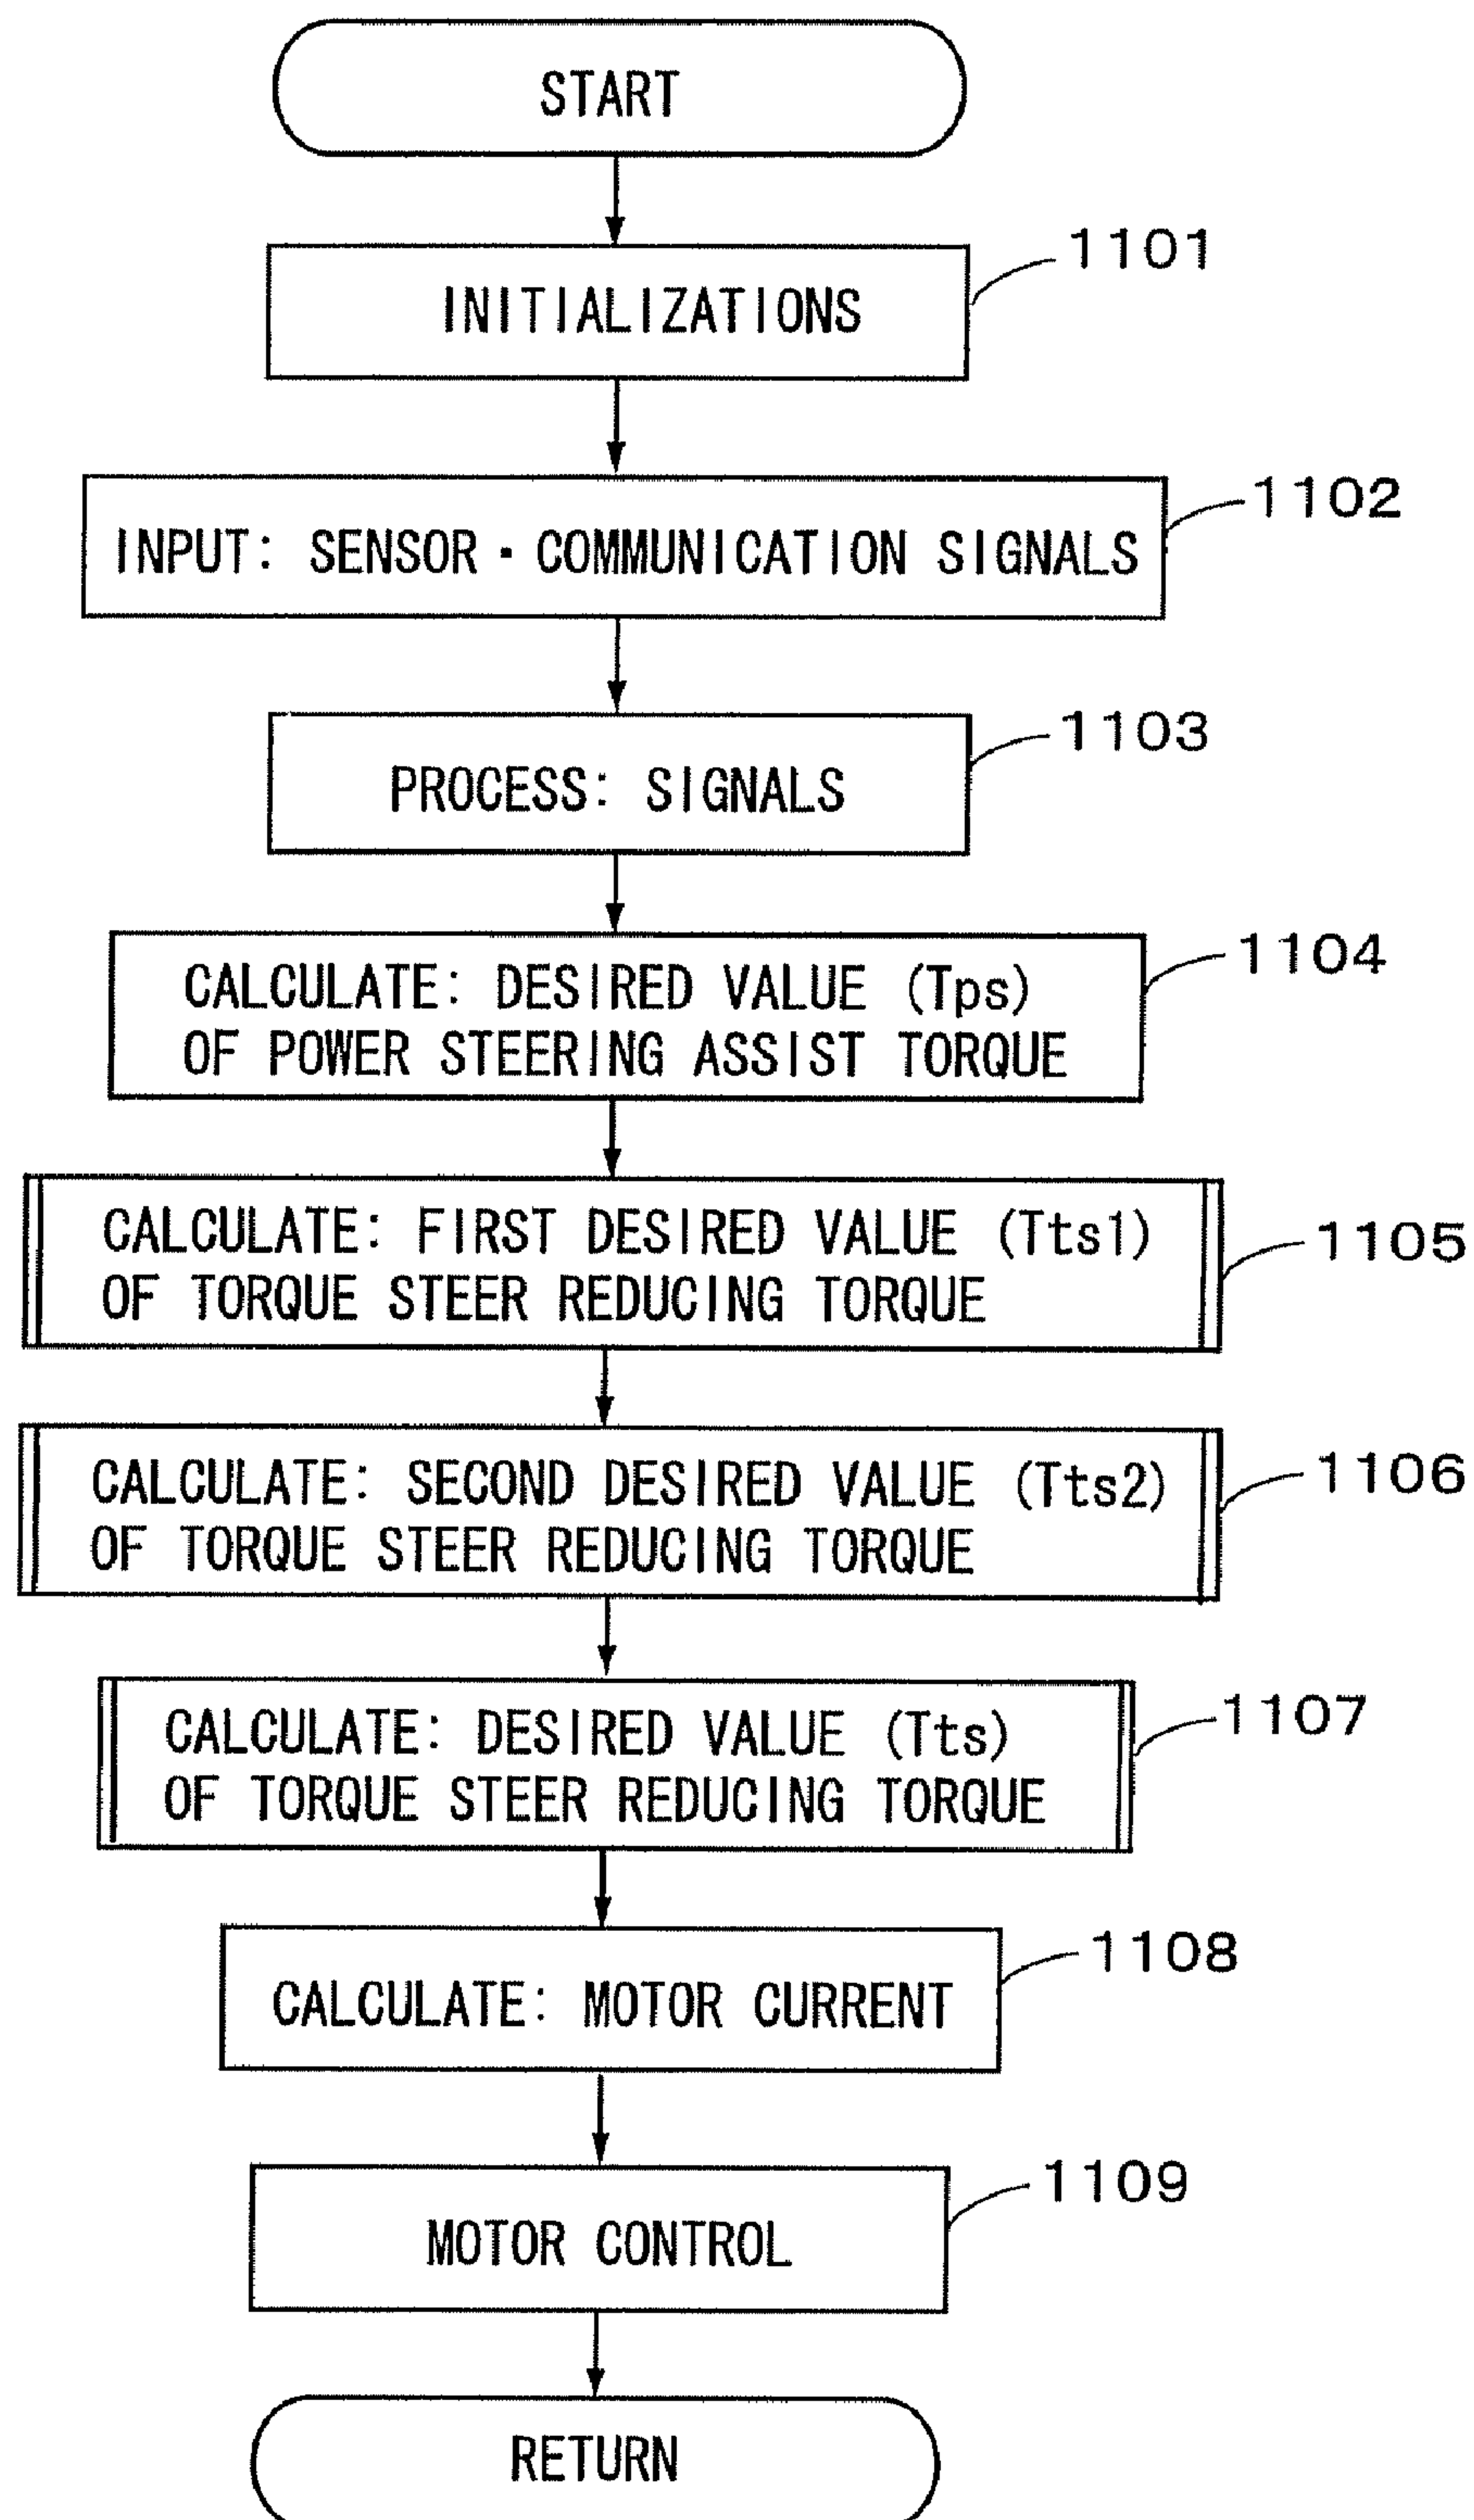 START
INITIALIZATIONS
1101
INPUT: SENSOR・COMMUNICATION SIGNALS
1102
PROCESS: SIGNALS
1103
CALCULATE: DESIRED VALUE (Tps)
OF POWER STEERING ASSIST TORQUE
1104
CALCULATE: FIRST DESIRED VALUE (Tts1)
OF TORQUE STEER REDUCING TORQUE
1105
CALCULATE: SECOND DESIRED VALUE (Tts2)
OF TORQUE STEER REDUCING TORQUE
1106
CALCULATE: DESIRED VALUE (Tts)
OF TORQUE STEER REDUCING TORQUE
1107
CALCULATE: MOTOR CURRENT
1108
MOTOR CONTROL
1109
RETURN